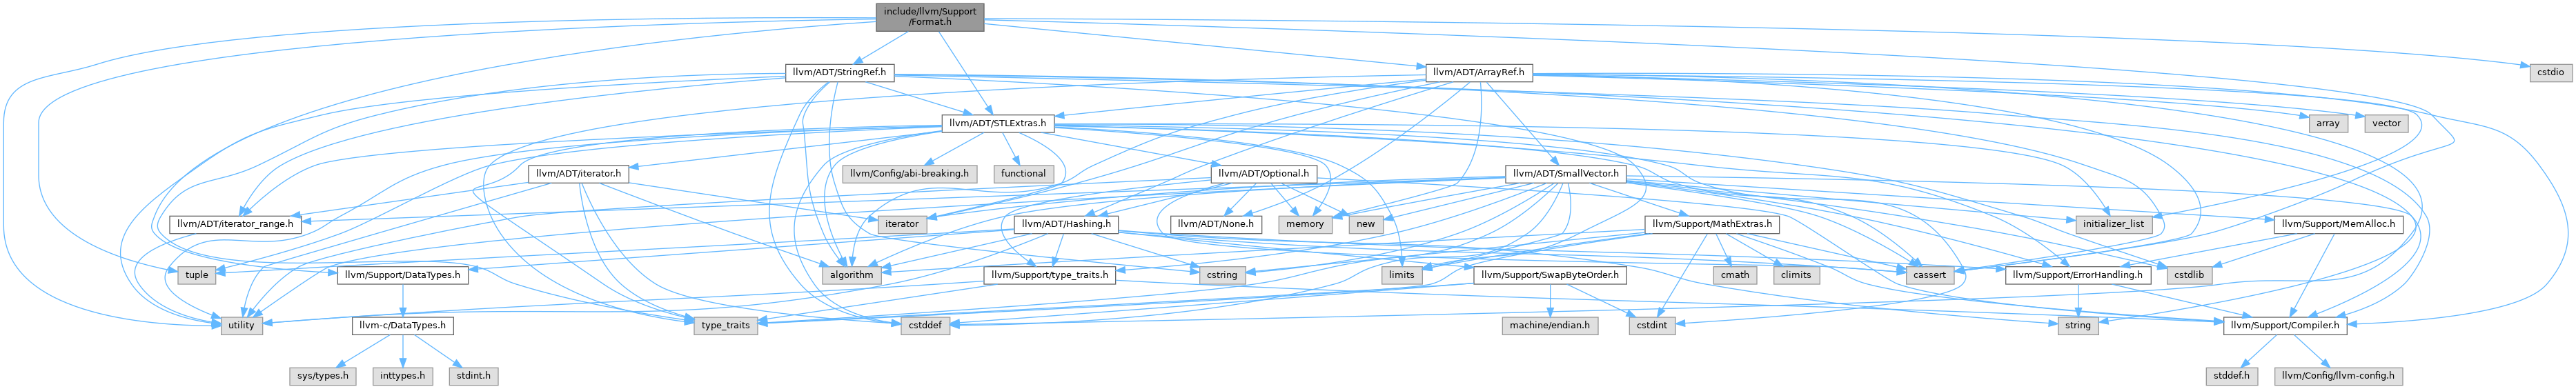 include/llvm/Support
/Format.h
cstdio
llvm/ADT/StringRef.h
llvm/ADT/ArrayRef.h
llvm/ADT/STLExtras.h
array
vector
llvm/ADT/iterator.h
llvm/Config/abi-breaking.h
functional
llvm/ADT/Optional.h
llvm/ADT/SmallVector.h
llvm/ADT/iterator_range.h
iterator
llvm/ADT/Hashing.h
llvm/ADT/None.h
memory
new
llvm/Support/MathExtras.h
initializer_list
llvm/Support/MemAlloc.h
tuple
llvm/Support/DataTypes.h
algorithm
llvm/Support/type_traits.h
cstring
limits
llvm/Support/SwapByteOrder.h
cmath
climits
cassert
llvm/Support/ErrorHandling.h
cstdlib
utility
llvm-c/DataTypes.h
type_traits
cstddef
machine/endian.h
cstdint
string
llvm/Support/Compiler.h
sys/types.h
inttypes.h
stdint.h
stddef.h
llvm/Config/llvm-config.h